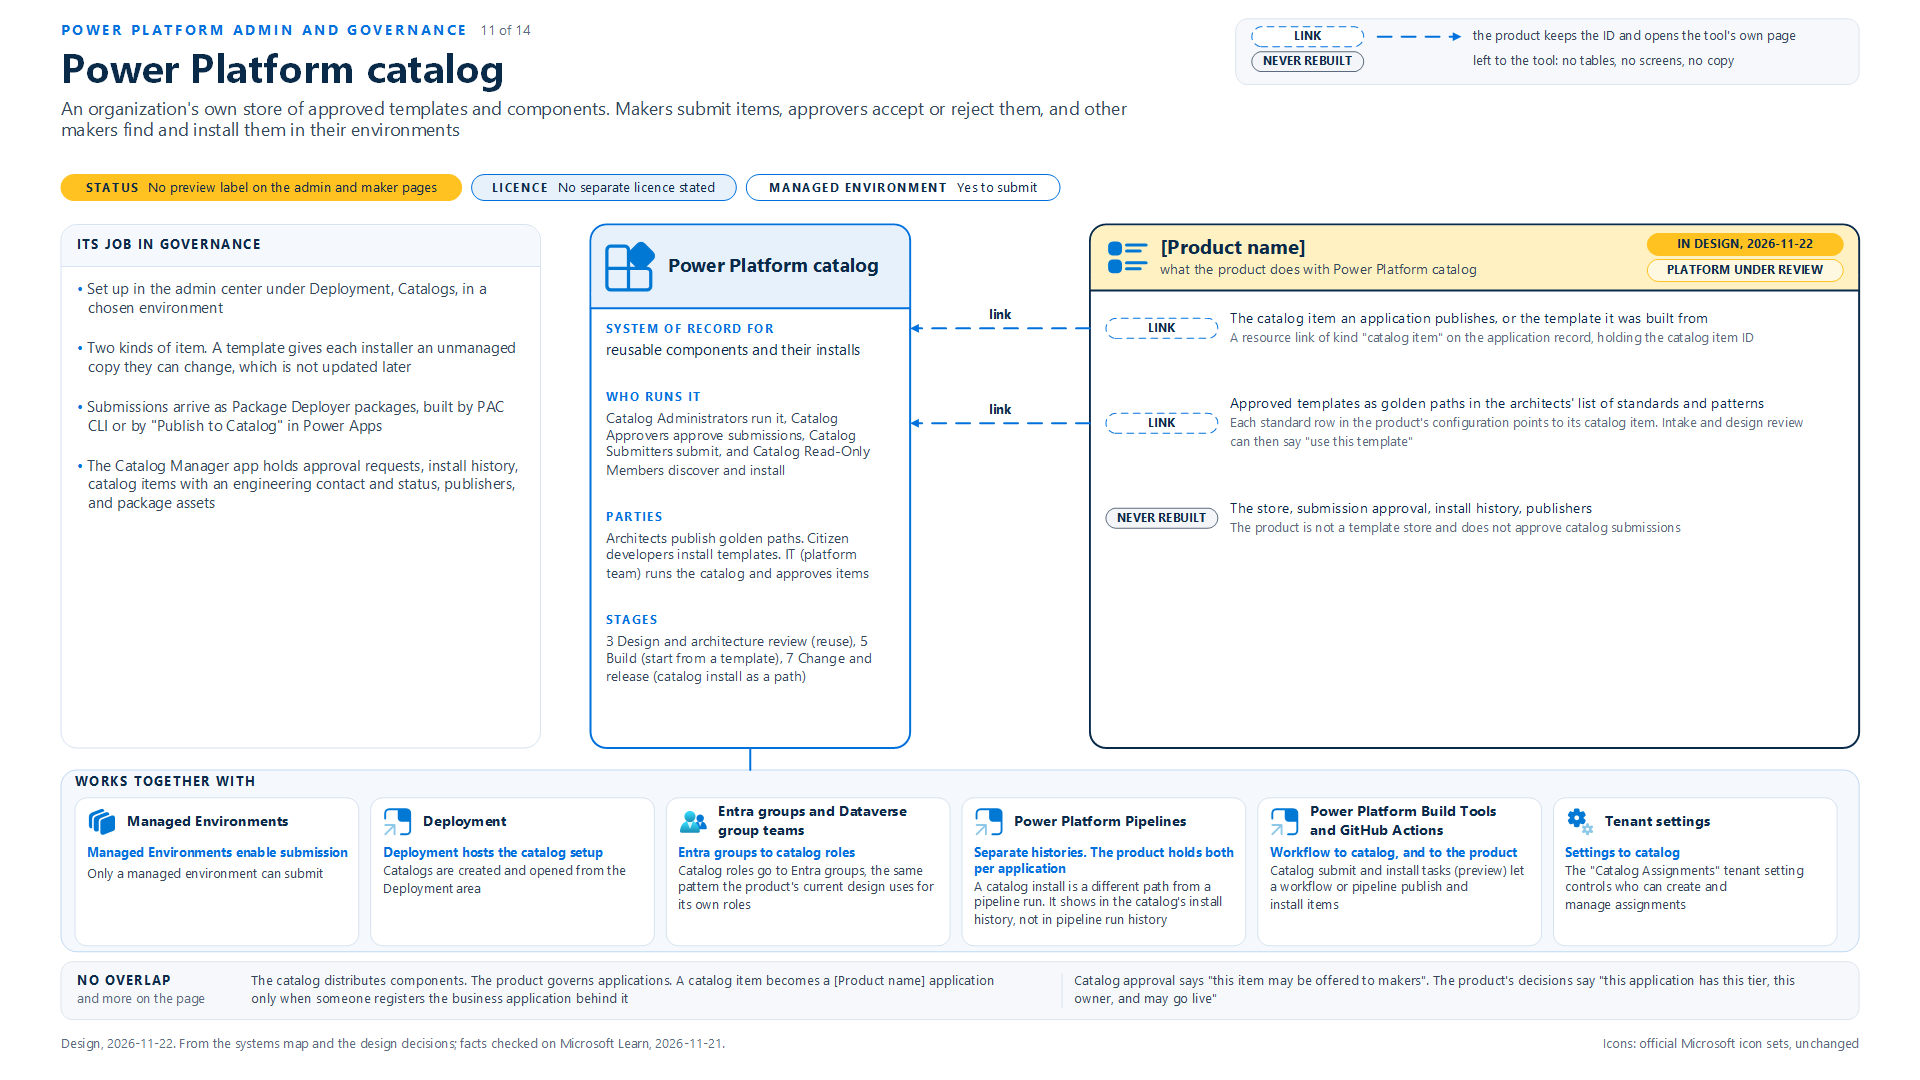 POWER PLATFORM ADMIN AND GOVERNANCE 11 of 14
Power Platform catalog
An organization's own store of approved templates and components. Makers submit items, approvers accept or reject them, and other
makers find and install them in their environments
LINK the product keeps the ID and opens the tool's own page
NEVER REBUILT left to the tool: no tables, no screens, no copy
STATUS No preview label on the admin and maker pages
LICENCE No separate licence stated
MANAGED ENVIRONMENT Yes to submit
ITS JOB IN GOVERNANCE
• Set up in the admin center under Deployment, Catalogs, in a
chosen environment
• Two kinds of item. A template gives each installer an unmanaged
copy they can change, which is not updated later
• Submissions arrive as Package Deployer packages, built by PAC
CLI or by "Publish to Catalog" in Power Apps
• The Catalog Manager app holds approval requests, install history,
catalog items with an engineering contact and status, publishers,
and package assets
Power Platform catalog
SYSTEM OF RECORD FOR
reusable components and their installs
WHO RUNS IT
Catalog Administrators run it, Catalog
Approvers approve submissions, Catalog
Submitters submit, and Catalog Read-Only
Members discover and install
PARTIES
Architects publish golden paths. Citizen
developers install templates. IT (platform
team) runs the catalog and approves items
STAGES
3 Design and architecture review (reuse), 5
Build (start from a template), 7 Change and
release (catalog install as a path)
link
link
[Product name]
what the product does with Power Platform catalog
IN DESIGN, 2026-11-22
PLATFORM UNDER REVIEW
LINK
The catalog item an application publishes, or the template it was built from
A resource link of kind "catalog item" on the application record, holding the catalog item ID
LINK
Approved templates as golden paths in the architects' list of standards and patterns
Each standard row in the product's configuration points to its catalog item. Intake and design review
can then say "use this template"
NEVER REBUILT
The store, submission approval, install history, publishers
The product is not a template store and does not approve catalog submissions
WORKS TOGETHER WITH
Managed Environments
Managed Environments enable submission
Only a managed environment can submit
Deployment
Deployment hosts the catalog setup
Catalogs are created and opened from the
Deployment area
Entra groups and Dataverse
group teams
Entra groups to catalog roles
Catalog roles go to Entra groups, the same
pattern the product's current design uses for
its own roles
Power Platform Pipelines
Separate histories. The product holds both
per application
A catalog install is a different path from a
pipeline run. It shows in the catalog's install
history, not in pipeline run history
Power Platform Build Tools
and GitHub Actions
Workflow to catalog, and to the product
Catalog submit and install tasks (preview) let
a workflow or pipeline publish and
install items
Tenant settings
Settings to catalog
The "Catalog Assignments" tenant setting
controls who can create and
manage assignments
NO OVERLAP
and more on the page
The catalog distributes components. The product governs applications. A catalog item becomes a [Product name] application
only when someone registers the business application behind it
Catalog approval says "this item may be offered to makers". The product's decisions say "this application has this tier, this
owner, and may go live"
Design, 2026-11-22. From the systems map and the design decisions; facts checked on Microsoft Learn, 2026-11-21.
Icons: official Microsoft icon sets, unchanged